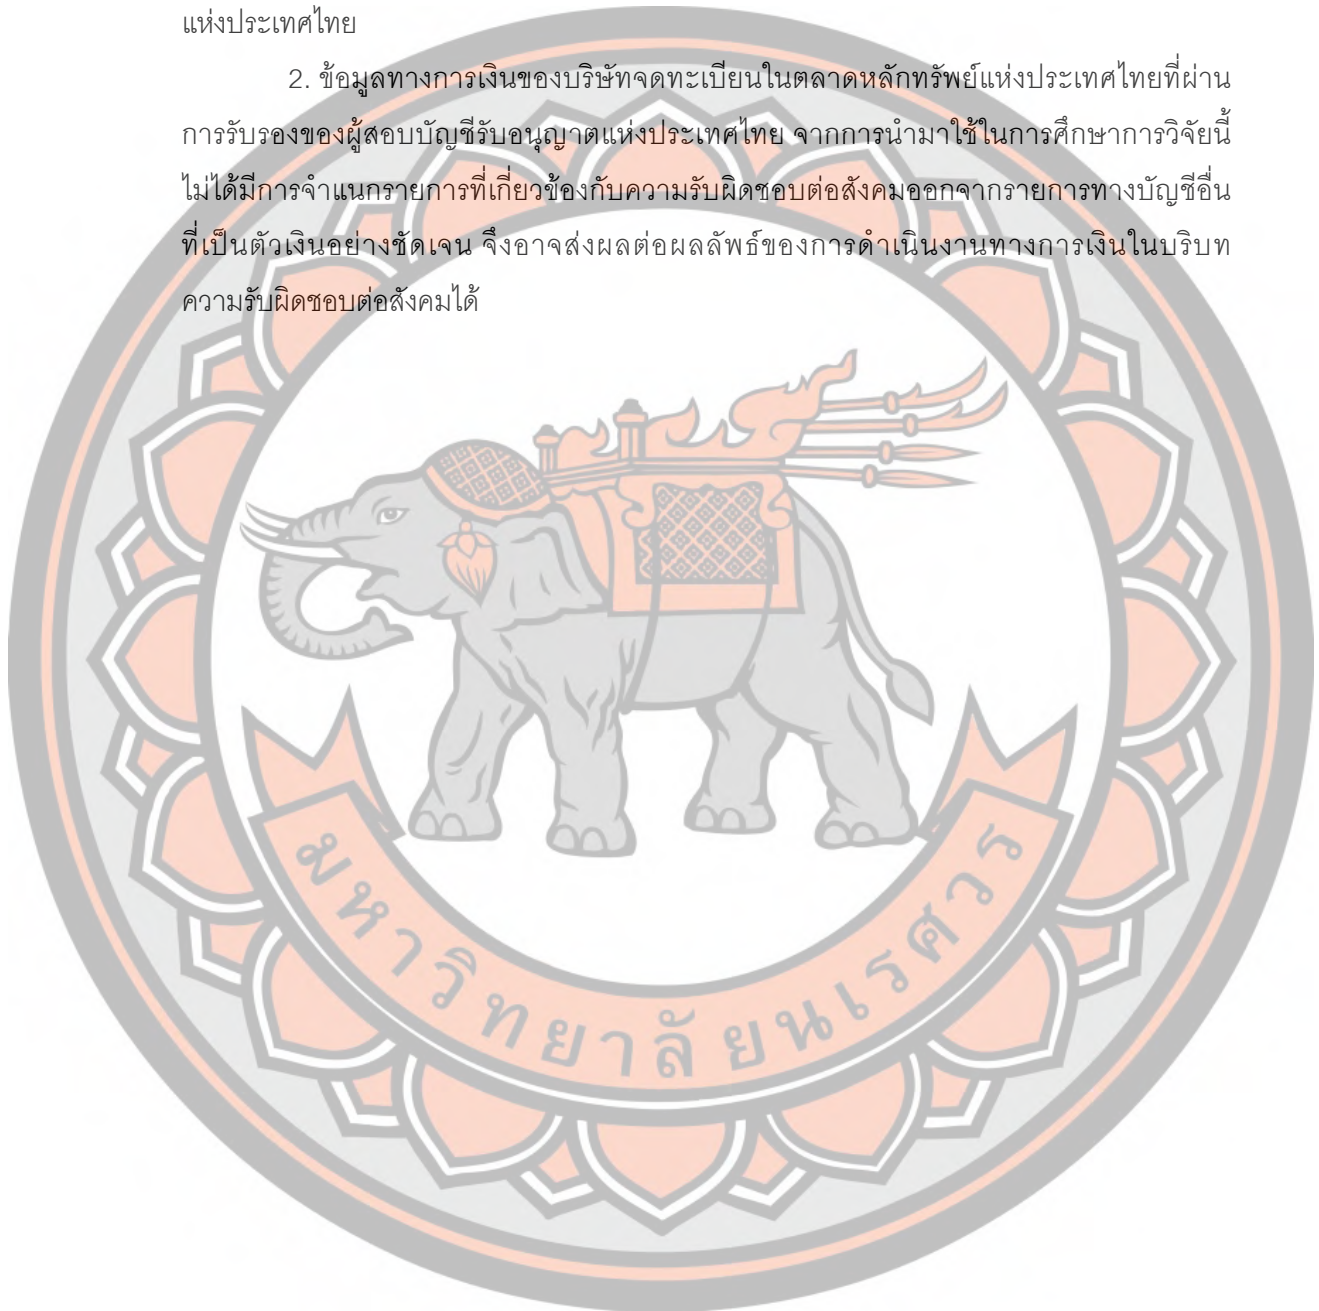 แห่งประเทศไทย
2. ข้อมูลทางการเงินของบริษัทจดทะเบียนในตลาดหลักทรัพย์แห่งประเทศไทยที่ผ่าน
การรับรองของผู้สอบบัญชีรับอนุญาตแห่งประเทศไทย จากการนำมาใช้ในการศึกษาการวิจัยนี้
ไม่ได้มีการจำแนกรายการที่เกี่ยวข้องกับความรับผิดชอบต่อสังคมออกจากรายการทางบัญชีอื่น
ที่เป็นตัวเงินอย่างชัดเจน จึงอาจส่งผลต่อผลลัพธ์ของการดำเนินงานทางการเงินในบริบท
ความรับผิดชอบต่อสังคมได้
มหาวิทยาลัยนเรศวร